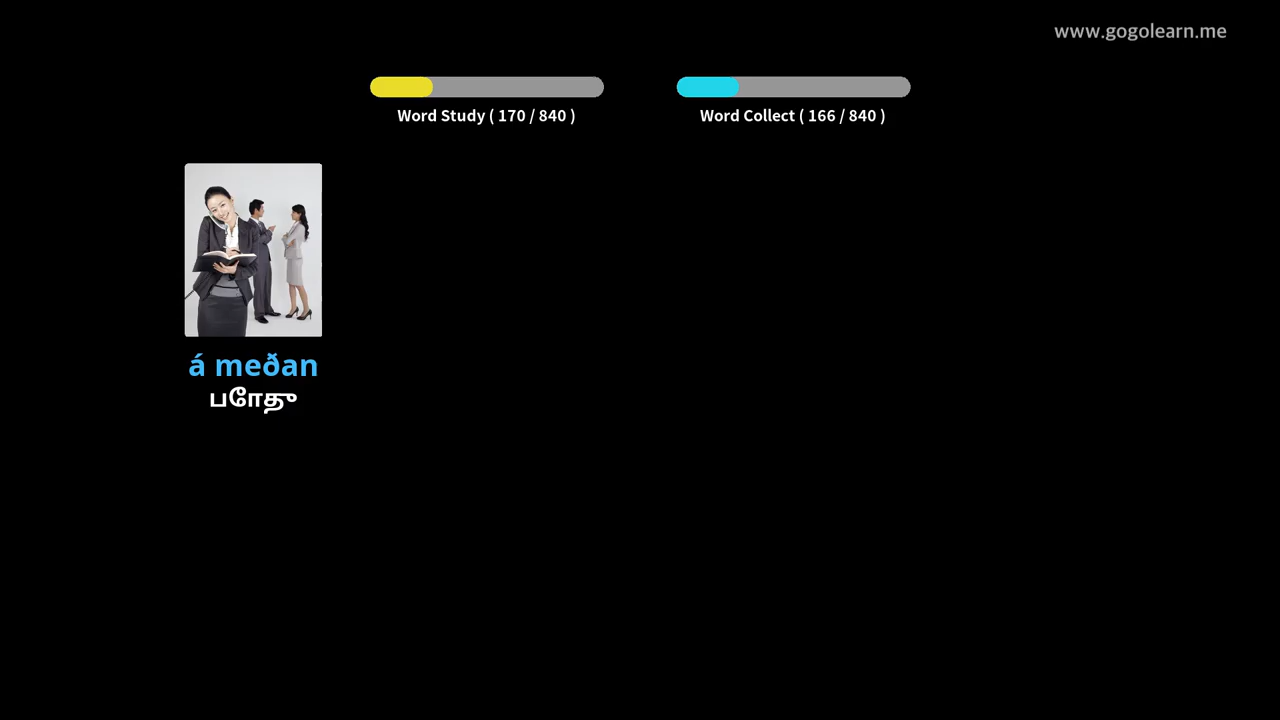 www.gogolearn.me
Word Study ( 170 / 840 )
Word Collect ( 166 / 840 )
á meðan
போது